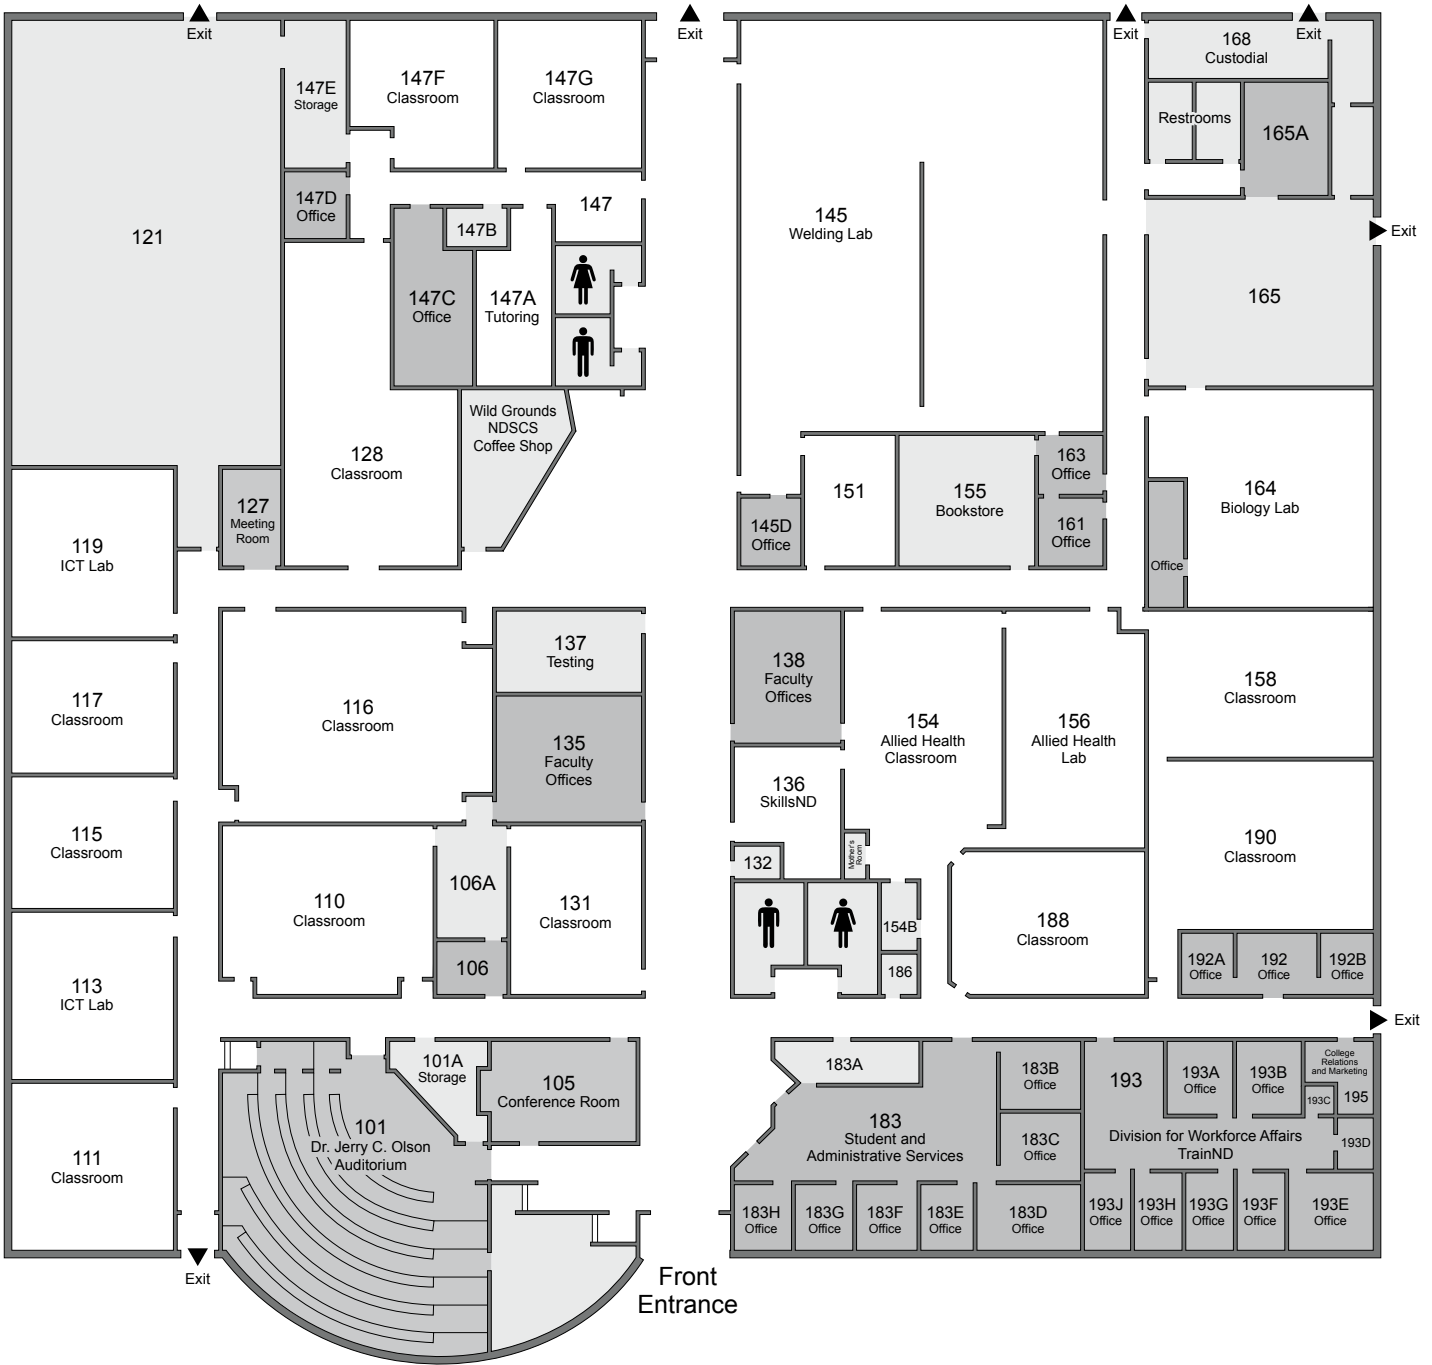 Exit
Exit
Exit
Exit
168
Custodial
147E
Storage
147F
Classroom
147G
Classroom
Restrooms
165A
147D
Office
147
147B
121
145
Welding Lab
Exit
147C
Office
147A
Tutoring
165
Wild Grounds
NDSCS
Coffee Shop
128
Classroom
163
Office
127
Meeting
Room
151
155
Bookstore
164
Biology Lab
145D
Office
161
Office
119
ICT Lab
Office
137
Testing
138
Faculty
Offices
117
Classroom
116
Classroom
158
Classroom
154
Allied Health
Classroom
156
Allied Health
Lab
135
Faculty
Offices
136
SkillsND
115
Classroom
190
Classroom
Mother's
Room
132
106A
110
Classroom
131
Classroom
154B
188
Classroom
106
186
192A
Office
192
Office
192B
Office
113
ICT Lab
Exit
101A
Storage
105
Conference Room
183A
183B
Office
193
193A
Office
193B
Office
College
Relations
and Marketing
195
193C
101
Dr. Jerry C. Olson
Auditorium
183
Student and
Administrative Services
183C
Office
Division for Workforce Affairs
TrainND
193D
111
Classroom
183H
Office
183G
Office
183F
Office
183E
Office
183D
Office
193J
Office
193H
Office
193G
Office
193F
Office
193E
Office
Exit
Front
Entrance